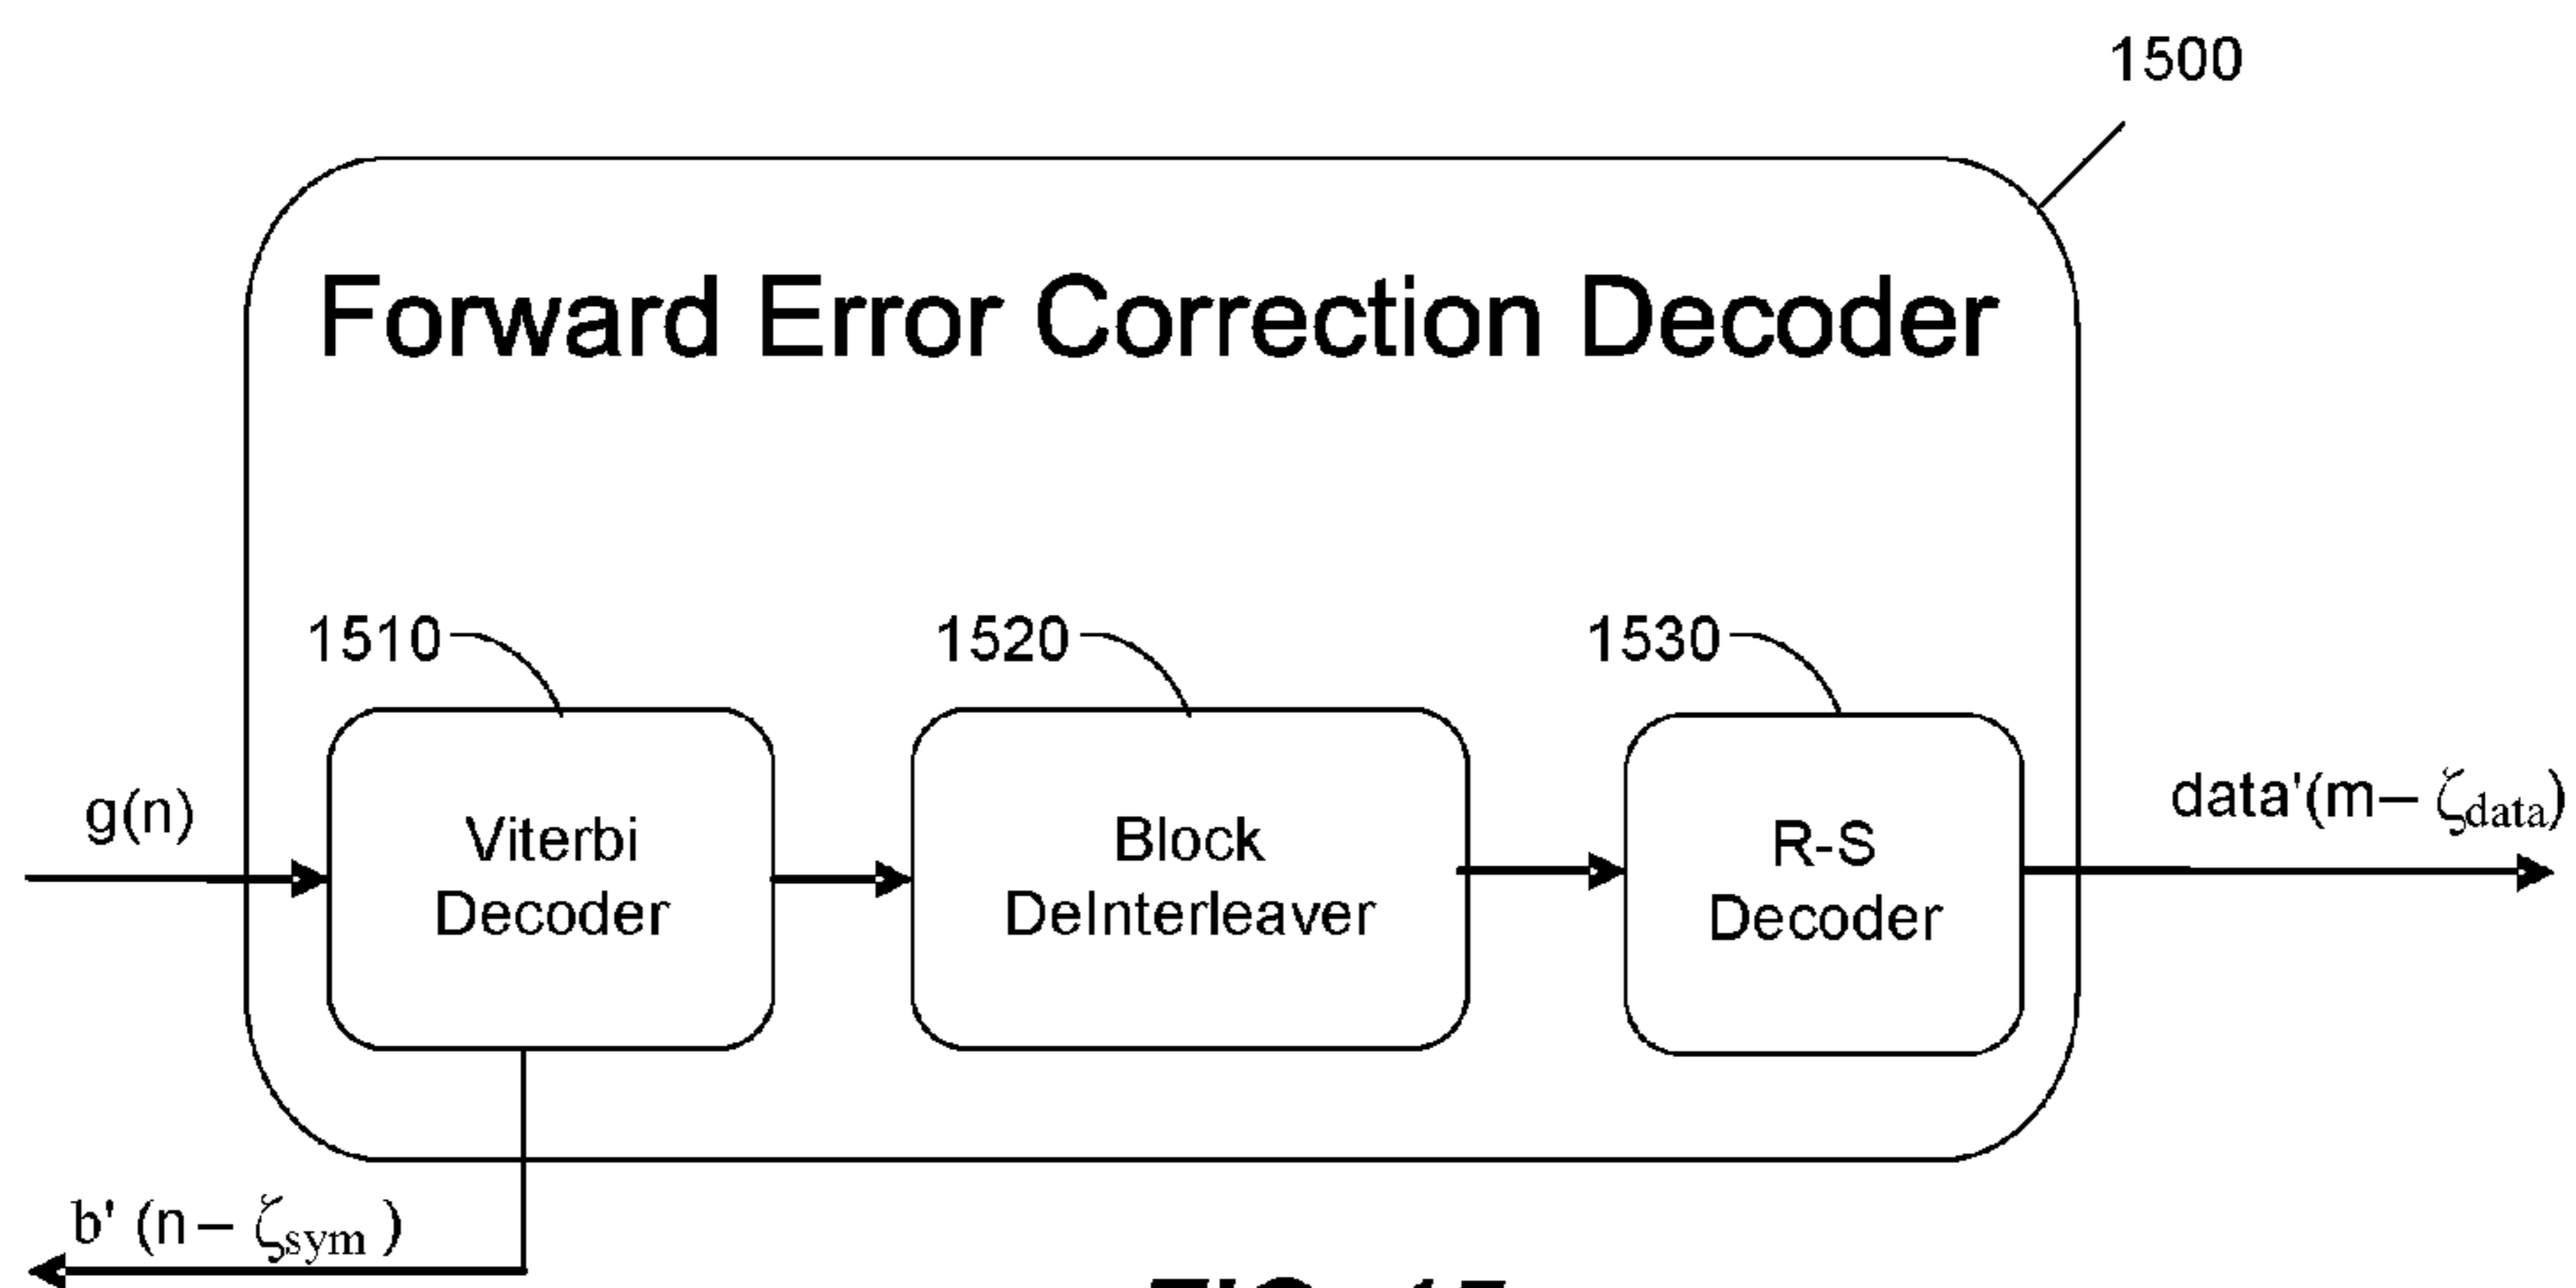 1500
Forward Error Correction Decoder
1510
1520
1530
g(n)
Viterbi
Decoder
Block
DeInterleaver
R-S
Decoder
data'(m– ζdata)
b' (n– ζsym )